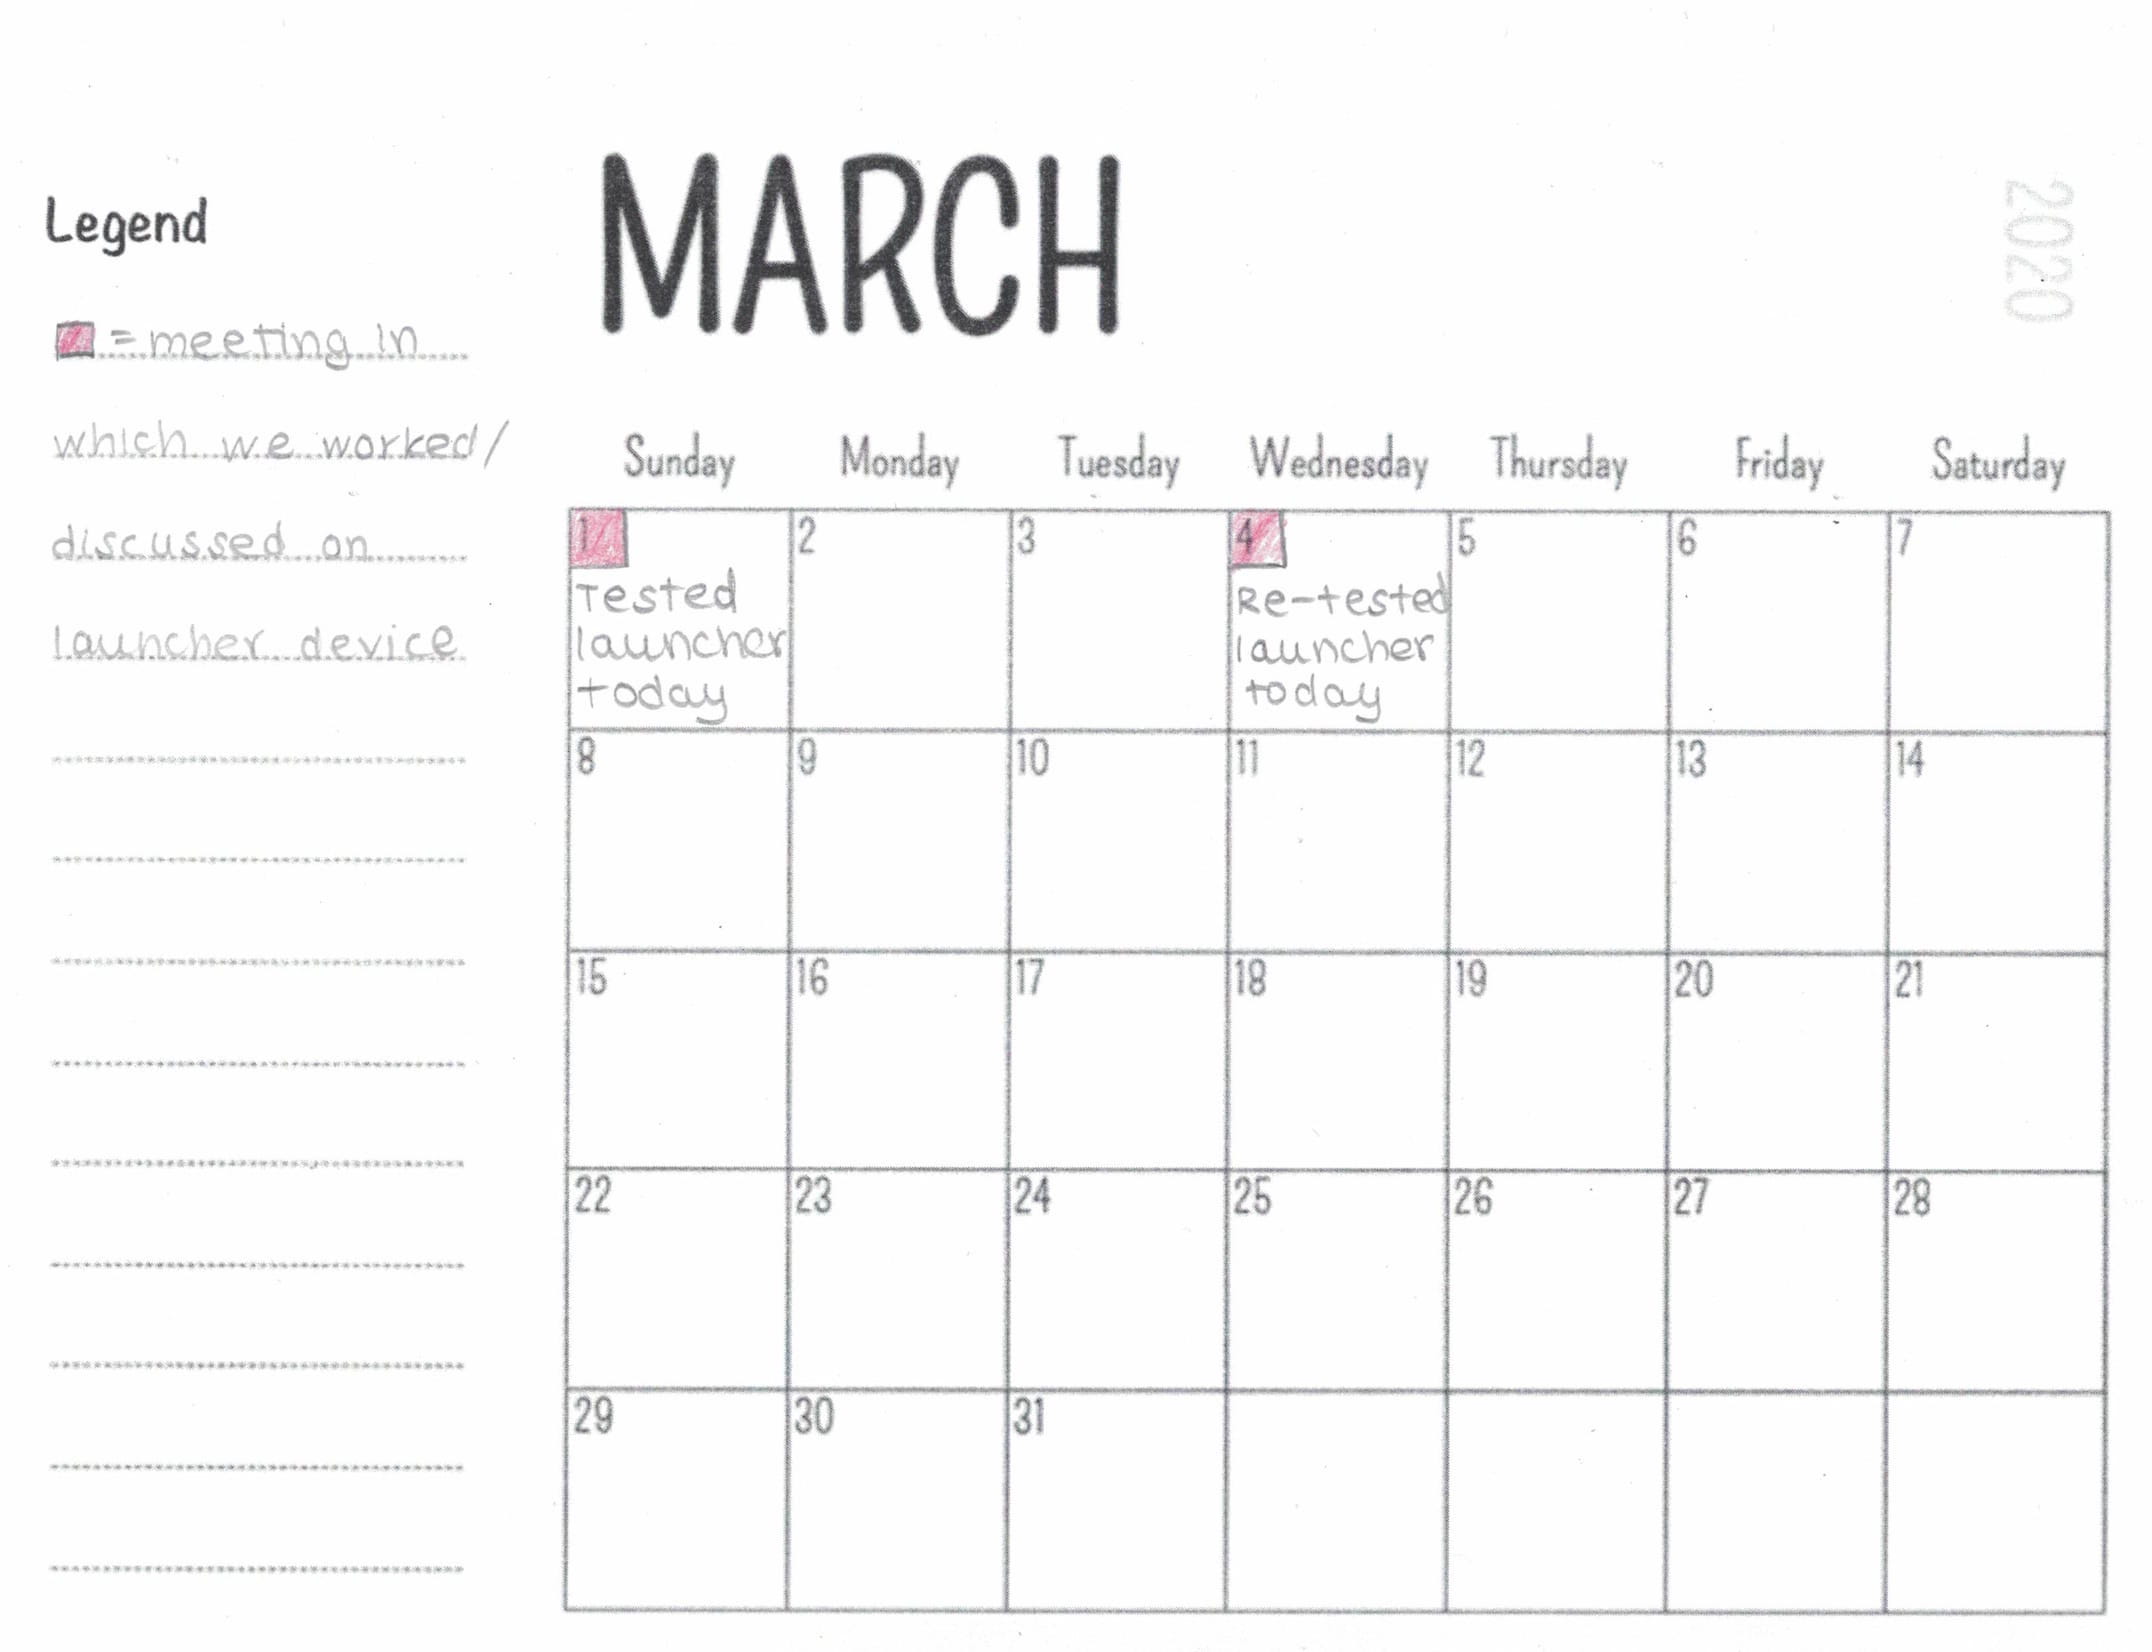 MARCH
2020
Legend
= meeting in
which we worked/
discussed on
launcher device
Sunday Monday Tuesday Wednesday Thursday Friday Saturday
1 2 3 4 5 6 7
Tested
launcher
today
Re-tested
launcher
today
8 9 10 11 12 13 14
15 16 17 18 19 20 21
22 23 24 25 26 27 28
29 30 31